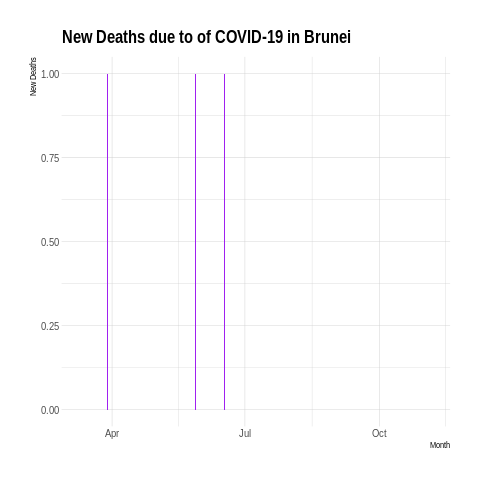 New Deaths due to of COVID-19 in Brunei
New Deaths
1.00
0.75
0.50
0.25
0.00
Apr
Jul
Oct
Month